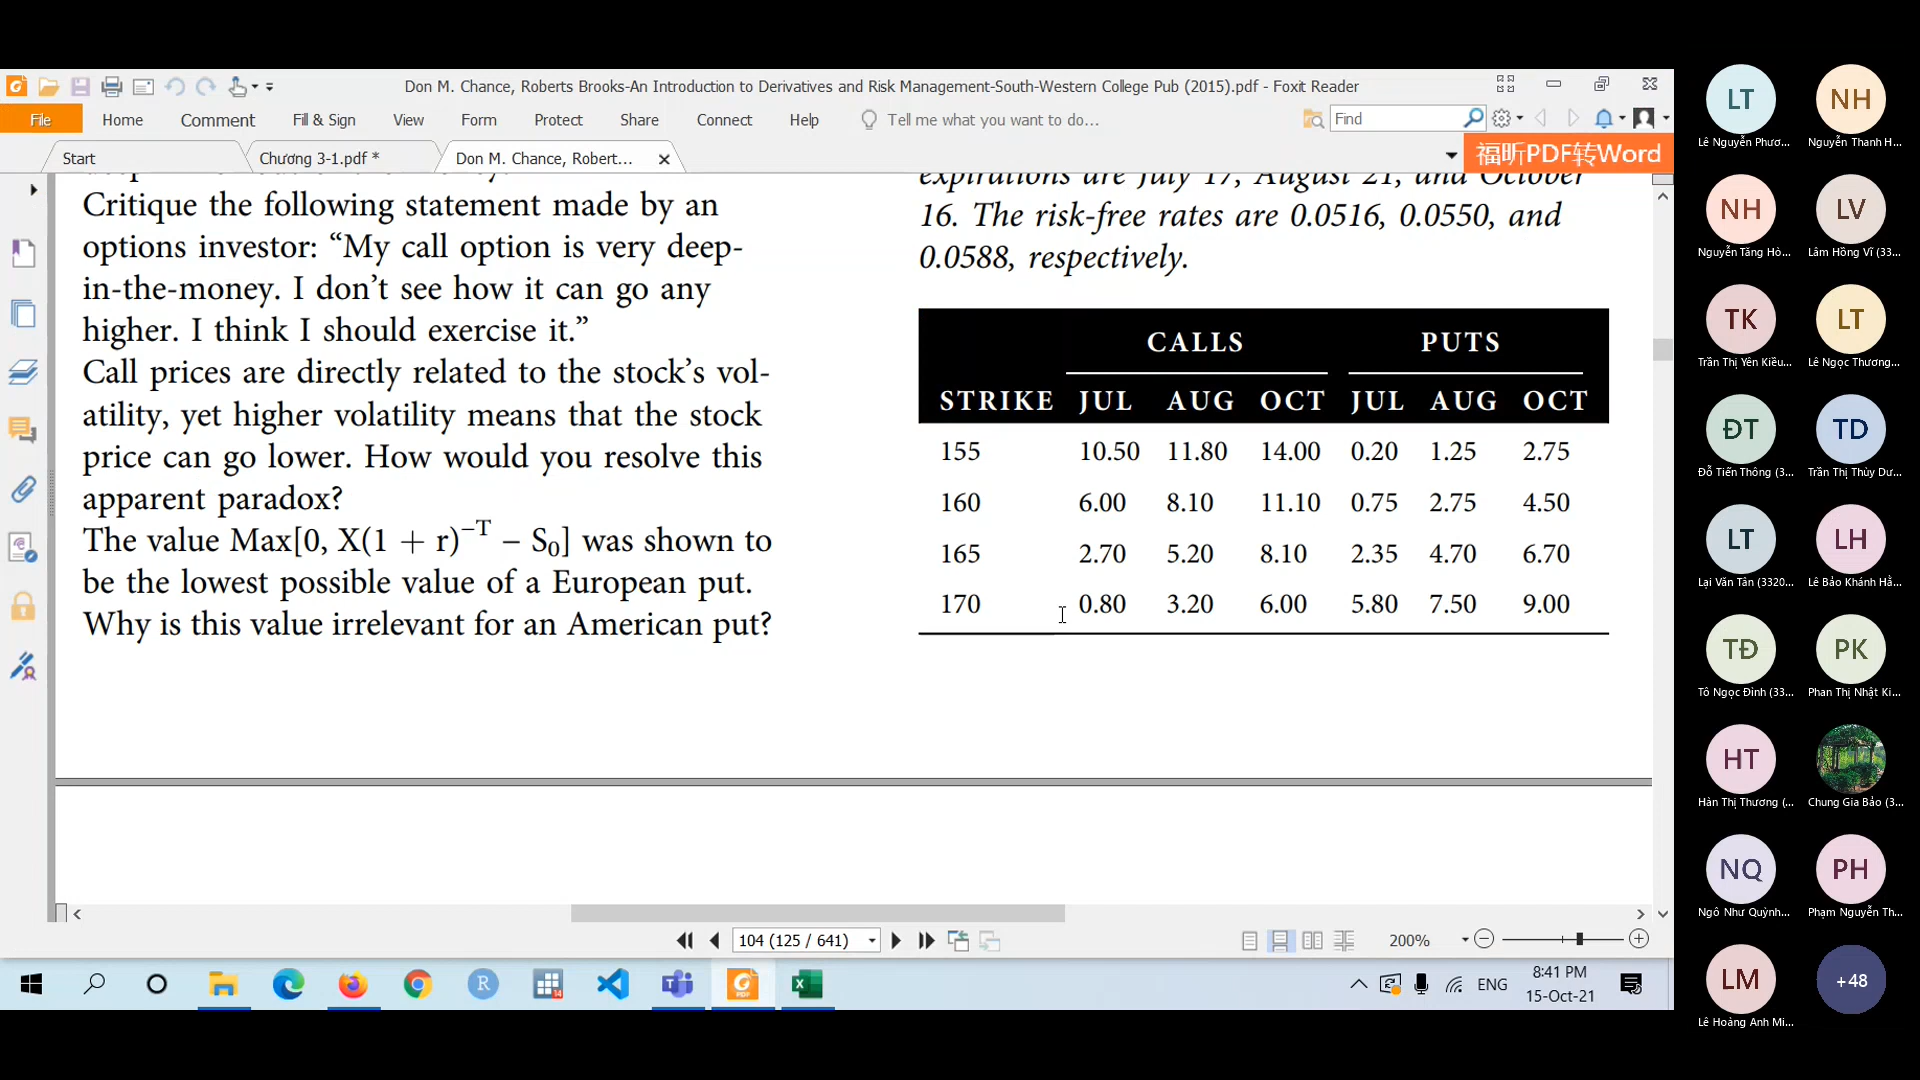 Don M. Chance, Roberts Brooks-An Introduction to Derivatives and Risk Management-South-Western College Pub (2015).pdf - Foxit Reader
File Home Comment Fill & Sign View Form Protect Share Connect Help Tell me what you want to do... Find
Start Chương 3-1.pdf * Don M. Chance, Robert... 福昕PDF转Word
Critique the following statement made by an
options investor: “My call option is very deep-
in-the-money. I don’t see how it can go any
higher. I think I should exercise it.”
Call prices are directly related to the stock’s vol-
atility, yet higher volatility means that the stock
price can go lower. How would you resolve this
apparent paradox?
The value Max[0, X(1 + r)⁻ᵀ – S₀] was shown to
be the lowest possible value of a European put.
Why is this value irrelevant for an American put?
expirations are July 17, August 21, and October
16. The risk-free rates are 0.0516, 0.0550, and
0.0588, respectively.
CALLS PUTS
STRIKE JUL AUG OCT JUL AUG OCT
155 10.50 11.80 14.00 0.20 1.25 2.75
160 6.00 8.10 11.10 0.75 2.75 4.50
165 2.70 5.20 8.10 2.35 4.70 6.70
170 0.80 3.20 6.00 5.80 7.50 9.00
104 (125 / 641) 200%
ENG 8:41 PM
15-Oct-21
LT NH
Lê Nguyễn Phươ... Nguyễn Thanh H...
NH LV
Nguyễn Tăng Hò... Lâm Hồng Vĩ (33...
TK LT
Trần Thị Yên Kiều... Lê Ngọc Thương...
ĐT TD
Đỗ Tiến Thông (3... Trần Thị Thùy Dư...
LT LH
Lại Văn Tân (3320... Lê Bảo Khánh Hằ...
TĐ PK
Tô Ngọc Đình (33... Phan Thị Nhật Ki...
HT
Hàn Thị Thương (... Chung Gia Bảo (3...
NQ PH
Ngô Như Quỳnh... Phạm Nguyễn Th...
LM +48
Lê Hoàng Anh Mi...